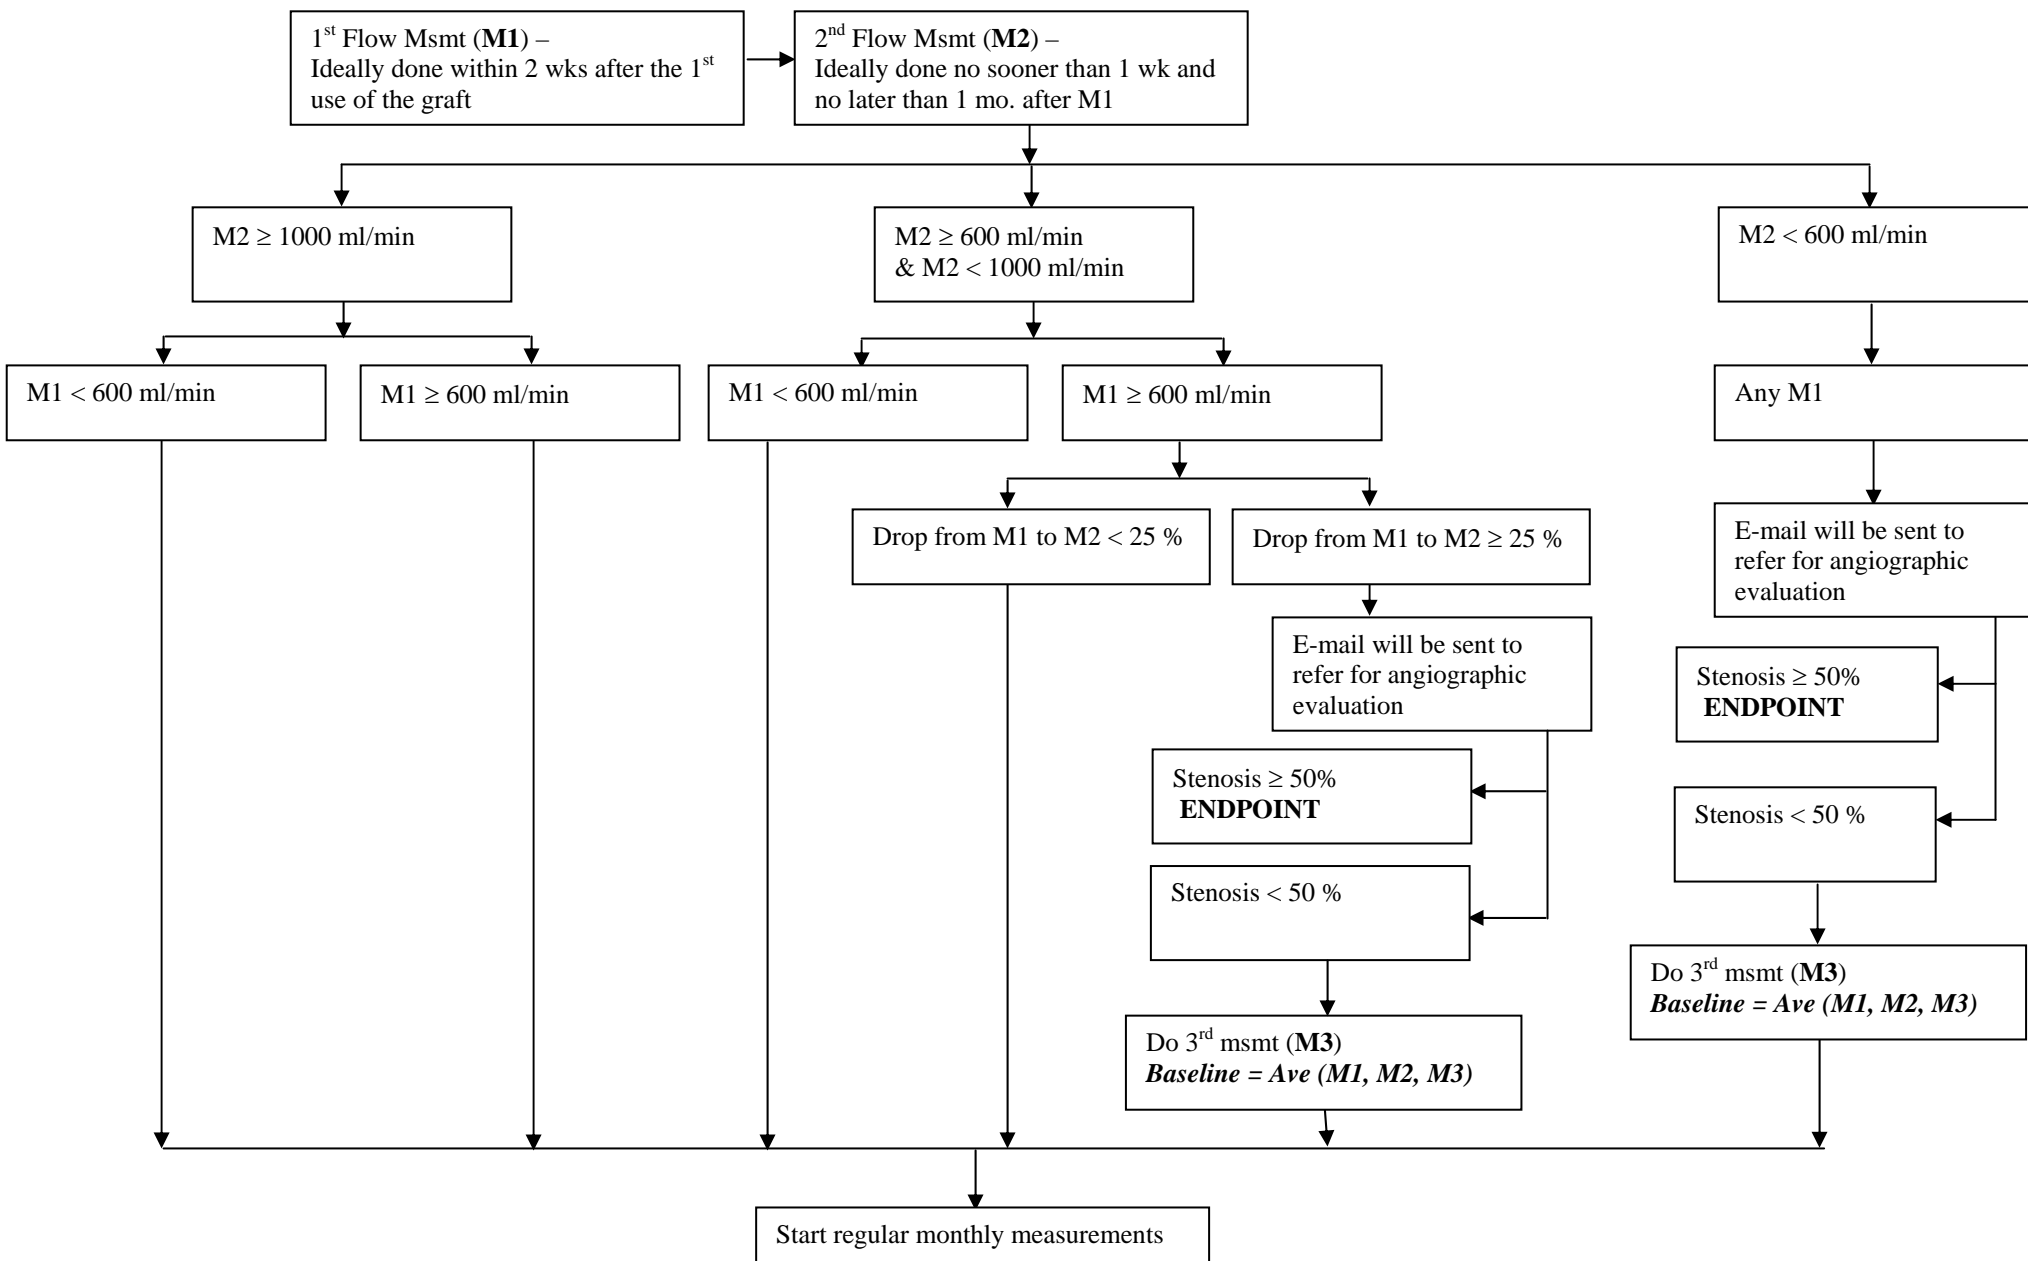 1st Flow Msmt (M1) –
Ideally done within 2 wks after the 1st
use of the graft
2nd Flow Msmt (M2) –
Ideally done no sooner than 1 wk and
no later than 1 mo. after M1
M2 ≥ 1000 ml/min
M2 ≥ 600 ml/min
& M2 < 1000 ml/min
M2 < 600 ml/min
M1 < 600 ml/min
M1 ≥ 600 ml/min
M1 < 600 ml/min
M1 ≥ 600 ml/min
Any M1
Drop from M1 to M2 < 25 %
Drop from M1 to M2 ≥ 25 %
E-mail will be sent to
refer for angiographic
evaluation
E-mail will be sent to
refer for angiographic
evaluation
Stenosis ≥ 50%
ENDPOINT
Stenosis ≥ 50%
ENDPOINT
Stenosis < 50 %
Stenosis < 50 %
Do 3rd msmt (M3)
Baseline = Ave (M1, M2, M3)
Do 3rd msmt (M3)
Baseline = Ave (M1, M2, M3)
Start regular monthly measurements